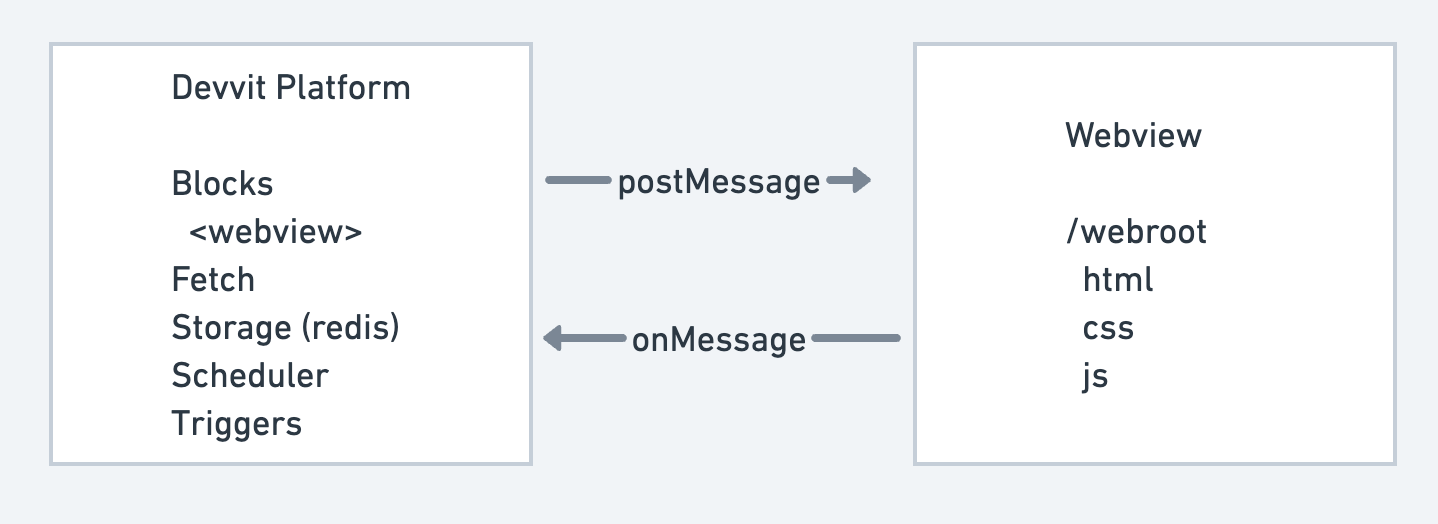 Devvit Platform
Blocks
<webview>
Fetch
Storage (redis)
Scheduler
Triggers
postMessage
onMessage
Webview
/webroot
html
css
js